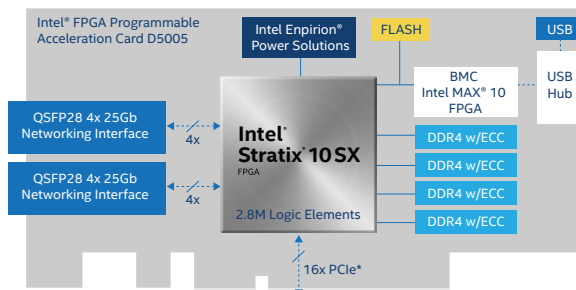 Intel® FPGA Programmable
Acceleration Card D5005
Intel Enpirion®
Power Solutions
FLASH
USB
BMC
Intel MAX® 10
FPGA
USB
Hub
QSFP28 4x 25Gb
Networking Interface
4x
QSFP28 4x 25Gb
Networking Interface
4x
Intel®
Stratix® 10 SX
FPGA
2.8M Logic Elements
DDR4 w/ECC
DDR4 w/ECC
DDR4 w/ECC
DDR4 w/ECC
16x PCIe*